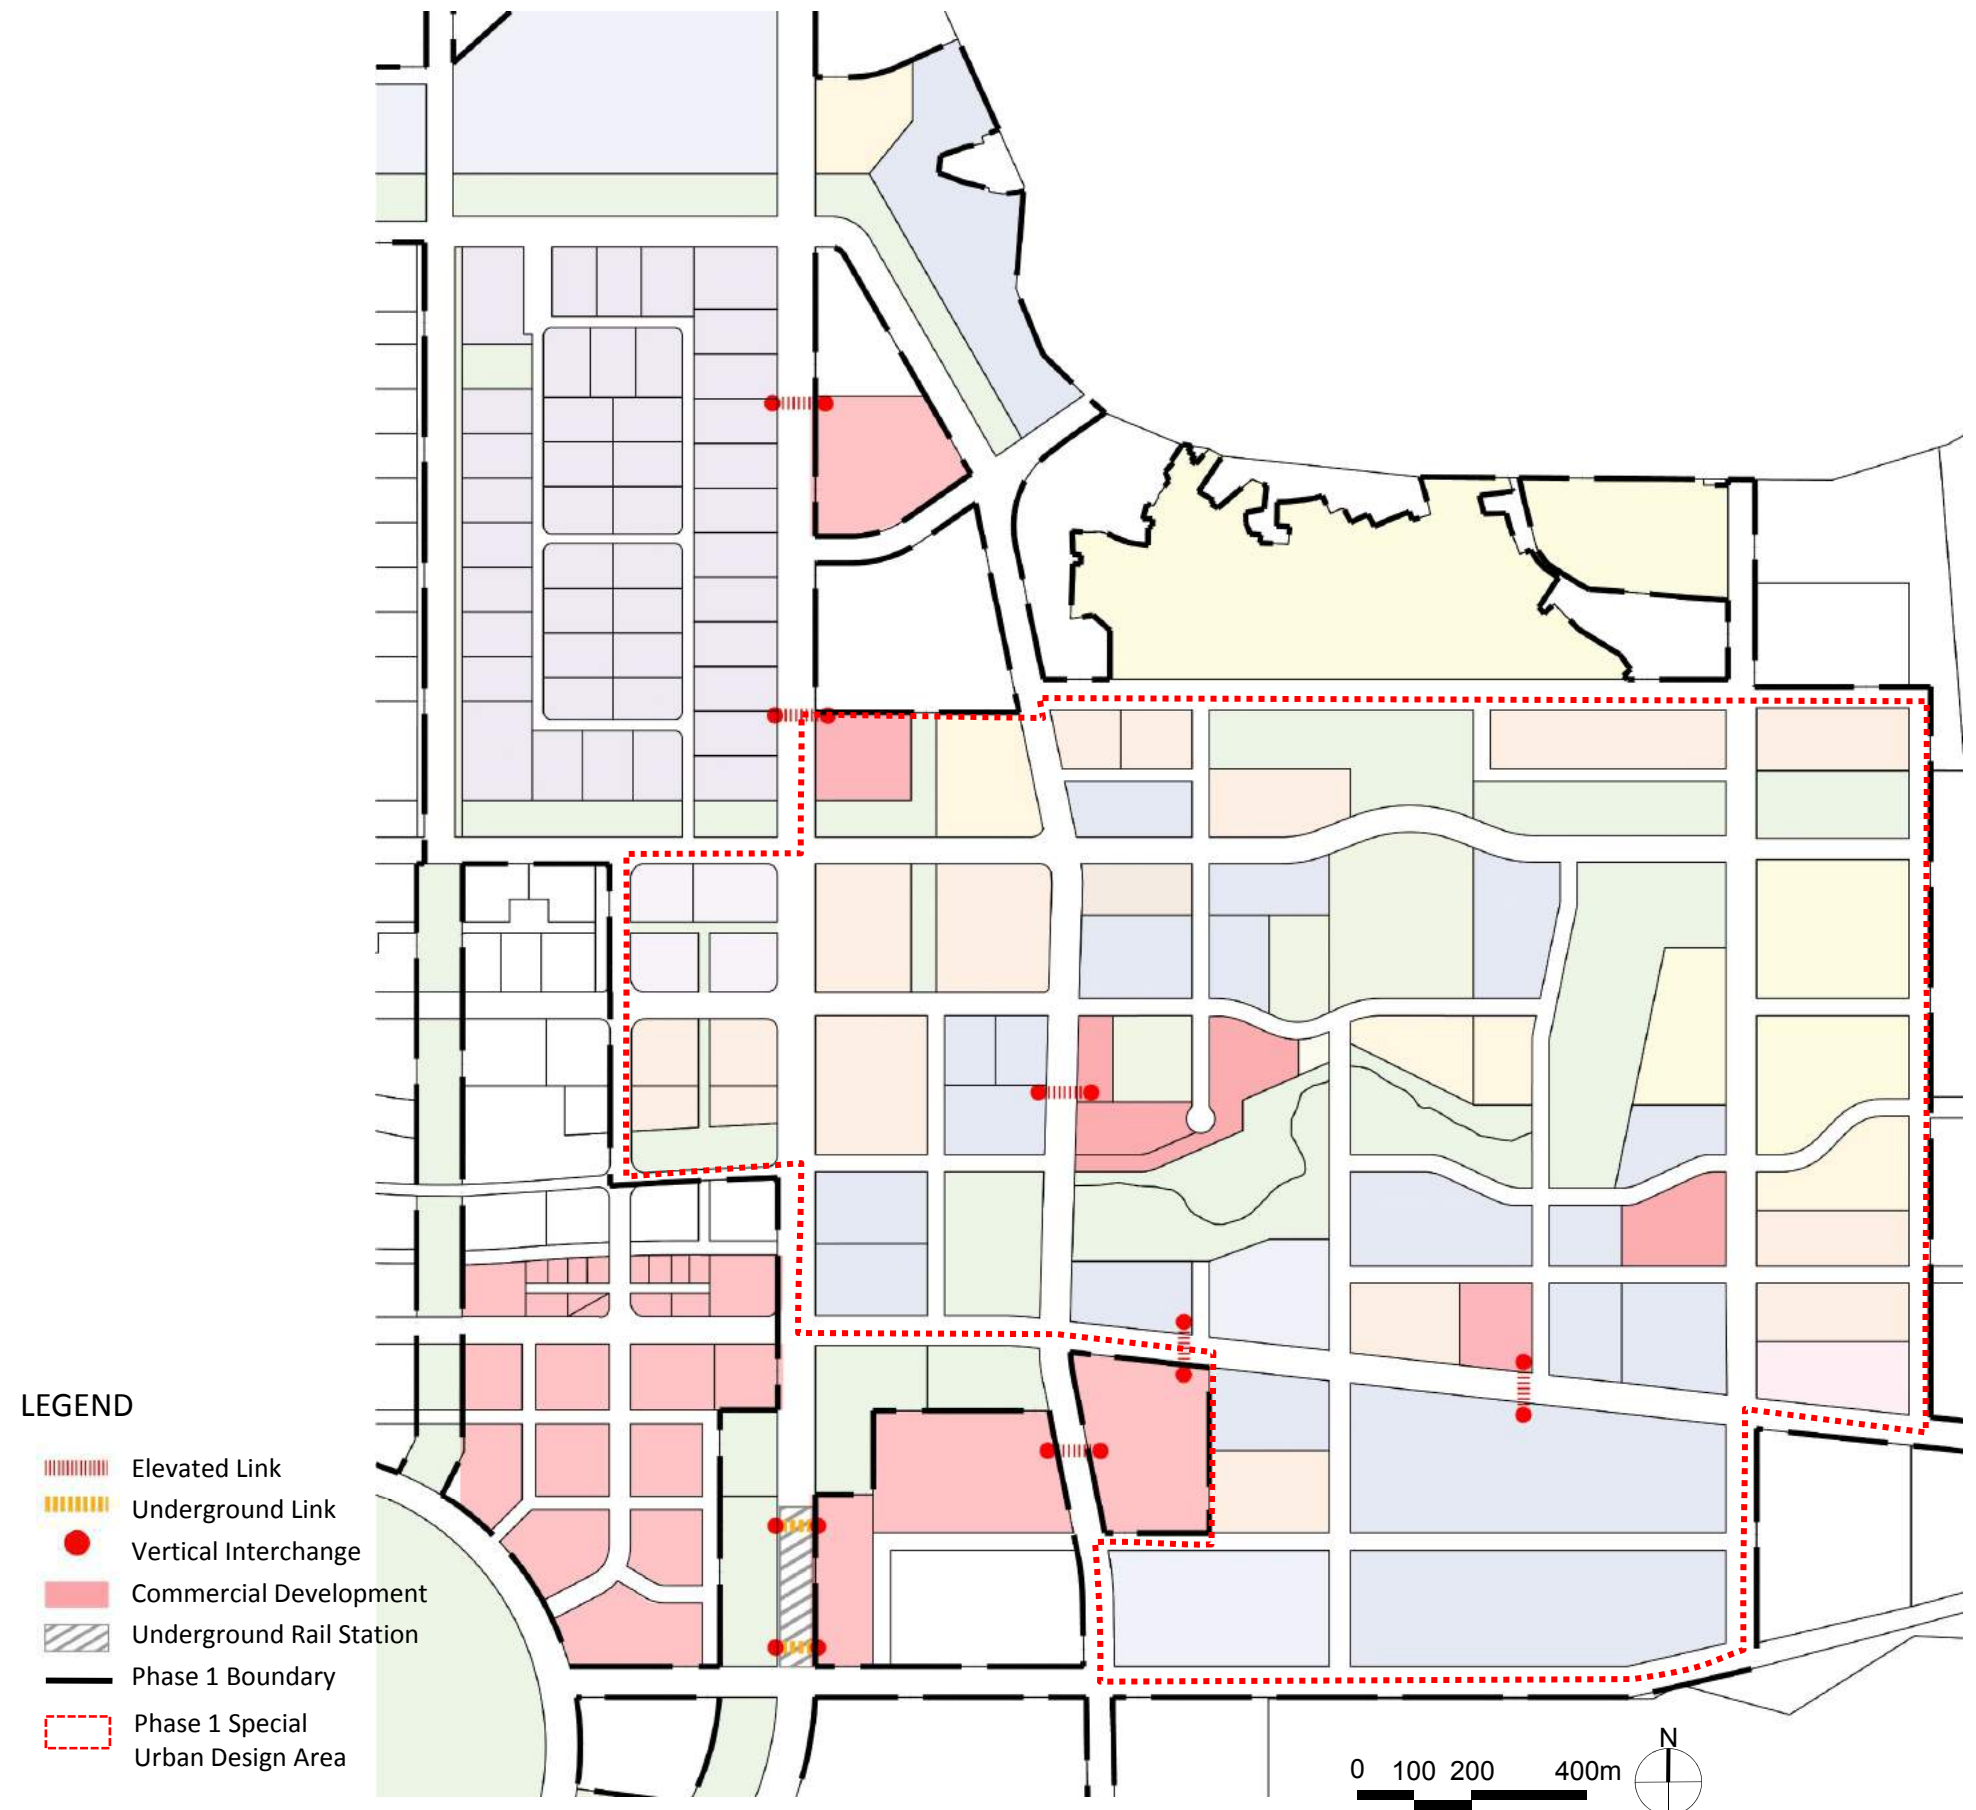 LEGEND
Elevated Link
Underground Link
Vertical Interchange
Commercial Development
Underground Rail Station
Phase 1 Boundary
Phase 1 Special
Urban Design Area
0 100 200 400m
N